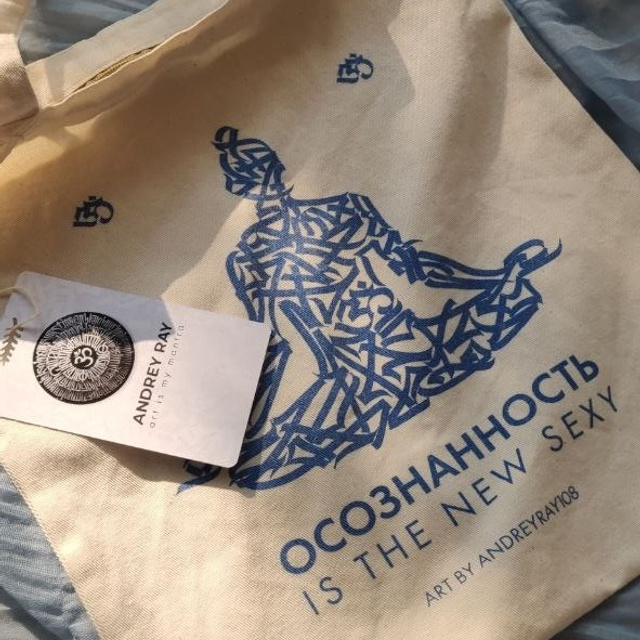 ANDREY RAY
art is my mantra
ОСОЗНАННОСТЬ
IS THE NEW SEXY
ART BY ANDREYRAY108